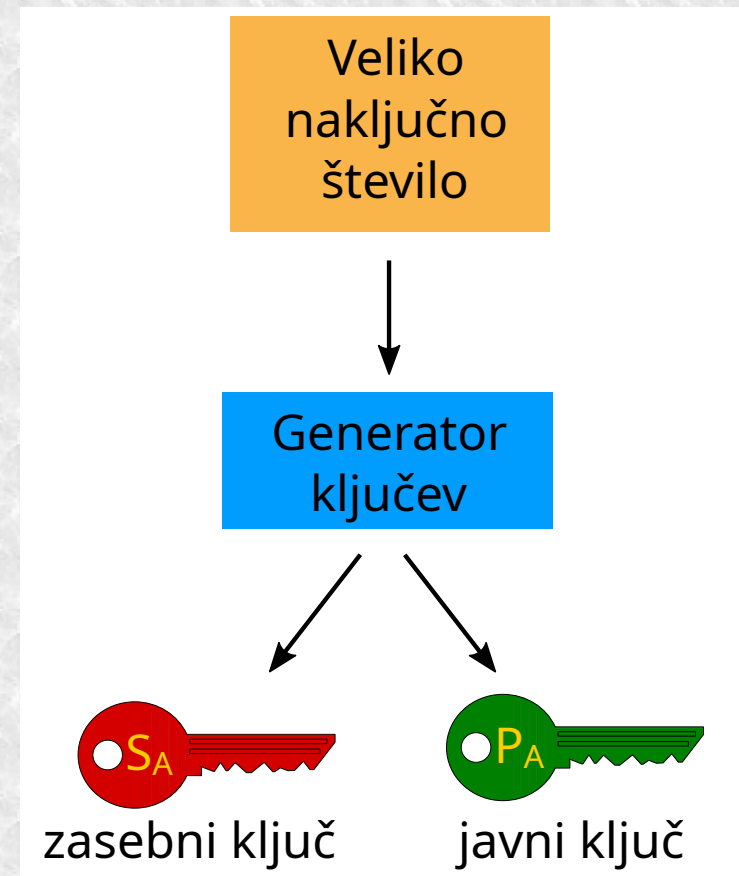 Veliko
naključno
število
Generator
ključev
SA
PA
zasebni ključ
javni ključ